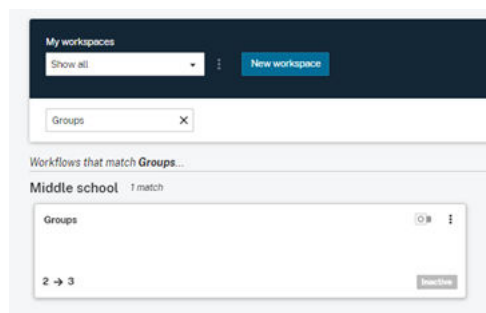 My workspaces
Show all
New workspace
Groups
Workflows that match Groups...
Middle school 1 match
Groups
2 → 3
Inactive